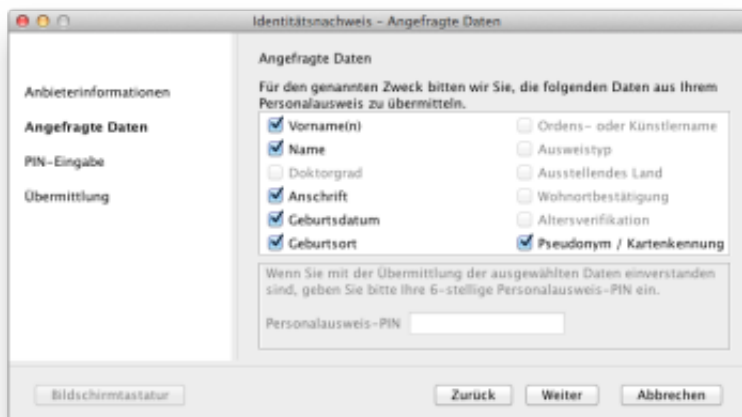 Identitätsnachweis – Angefragte Daten
Anbieterinformationen
Angefragte Daten
PIN-Eingabe
Übermittlung
Angefragte Daten
Für den genannten Zweck bitten wir Sie, die folgenden Daten aus Ihrem
Personalausweis zu übermitteln.
Vorname(n)
Name
Doktorgrad
Anschrift
Geburtsdatum
Geburtsort
Ordens- oder Künstlername
Ausweistyp
Ausstellendes Land
Wohnortbestätigung
Altersverifikation
Pseudonym / Kartenkennung
Wenn Sie mit der Übermittlung der ausgewählten Daten einverstanden
sind, geben Sie bitte Ihre 6-stellige Personalausweis-PIN ein.
Personalausweis-PIN
Bildschirmtastatur
Zurück
Weiter
Abbrechen